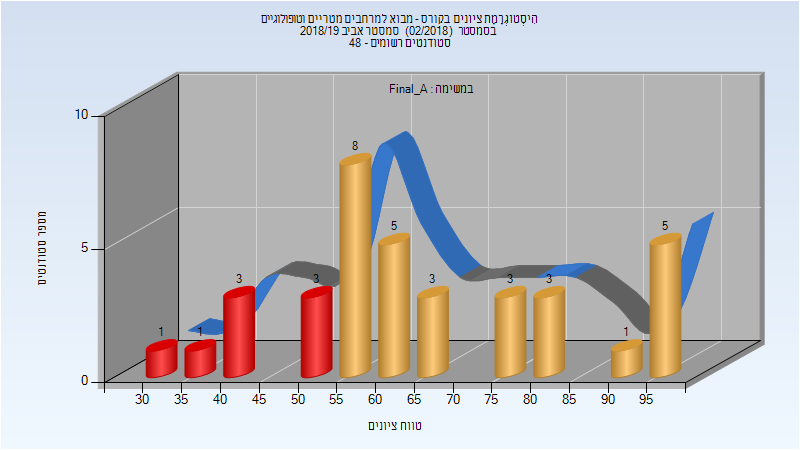 היסטוגרמת ציונים בקורס - מבוא למרחבים מטריים וטופולוגיים
בסמסטר (02/2018) סמסטר אביב 2018/19
סטודנטים רשומים - 48
במשימה : Final_A
מספר סטודנטים
10
5
0
1
1
3
3
8
5
3
3
3
1
5
30 35 40 45 50 55 60 65 70 75 80 85 90 95
טווח ציונים